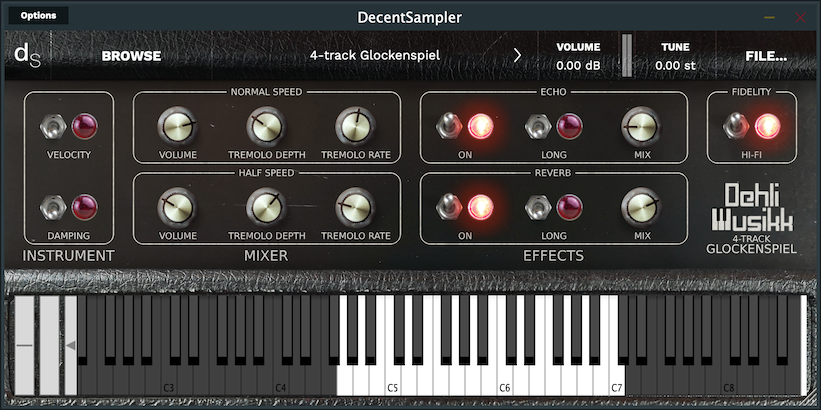 Options
DecentSampler
ds
BROWSE
4-track Glockenspiel
VOLUME
0.00 dB
TUNE
0.00 st
FILE...
NORMAL SPEED
ECHO
FIDELITY
VELOCITY
VOLUME
TREMOLO DEPTH
TREMOLO RATE
ON
LONG
MIX
HI-FI
HALF SPEED
REVERB
DAMPING
VOLUME
TREMOLO DEPTH
TREMOLO RATE
ON
LONG
MIX
Dehli
Musikk
4-TRACK
GLOCKENSPIEL
INSTRUMENT
MIXER
EFFECTS
C3
C4
C5
C6
C7
C8